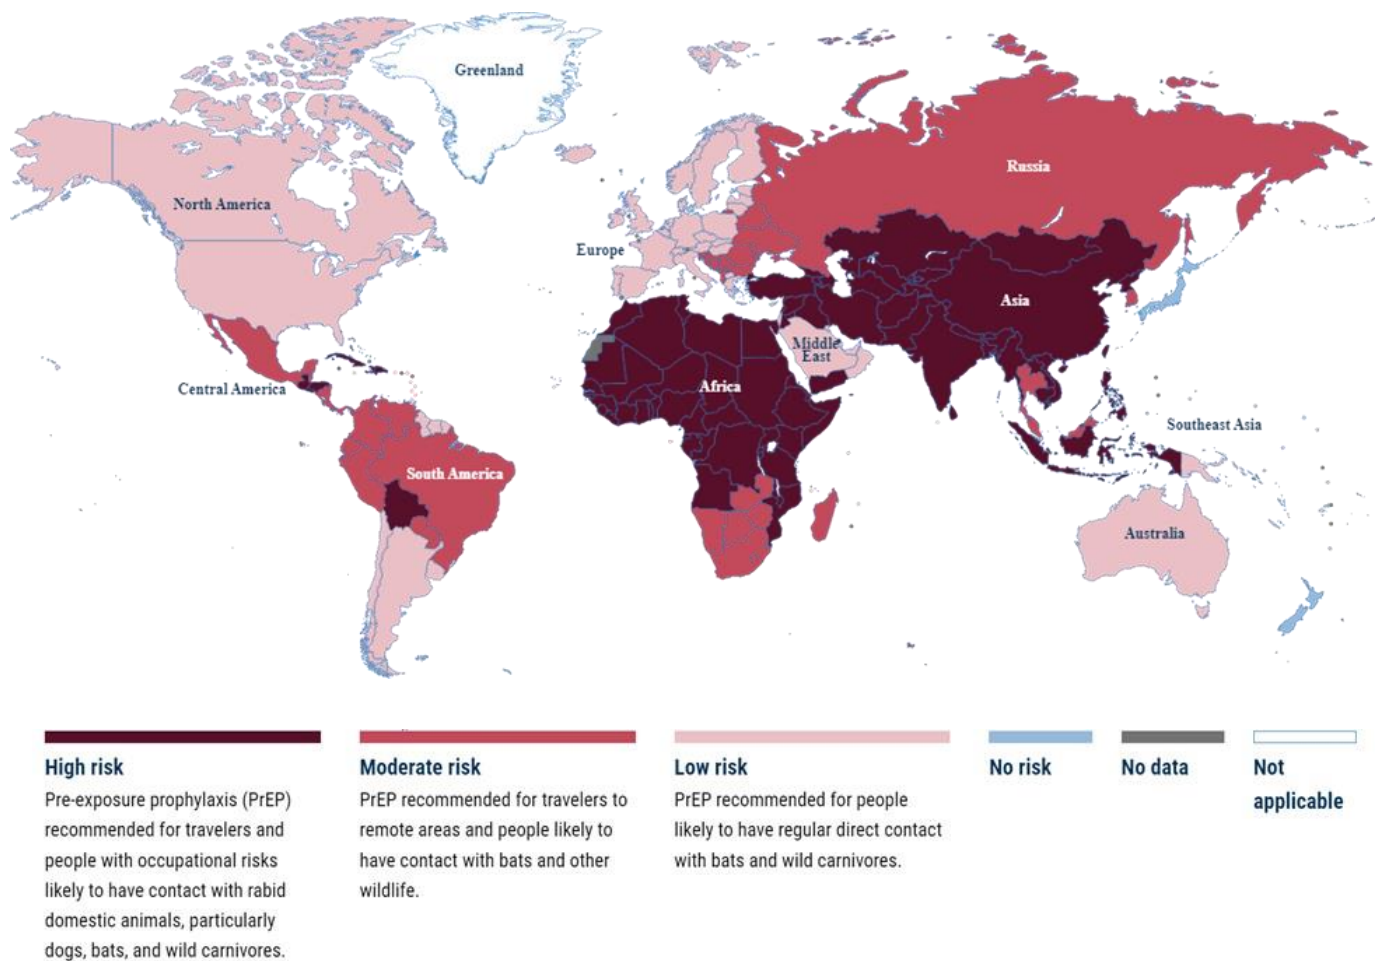 Greenland
Russia
North America
Europe
Asia
Middle
East
Central America
Africa
Southeast Asia
South America
Australia
High risk
Pre-exposure prophylaxis (PrEP)
recommended for travelers and
people with occupational risks
likely to have contact with rabid
domestic animals, particularly
dogs, bats, and wild carnivores.
Moderate risk
PrEP recommended for travelers to
remote areas and people likely to
have contact with bats and other
wildlife.
Low risk
PrEP recommended for people
likely to have regular direct contact
with bats and wild carnivores.
No risk
No data
Not
applicable